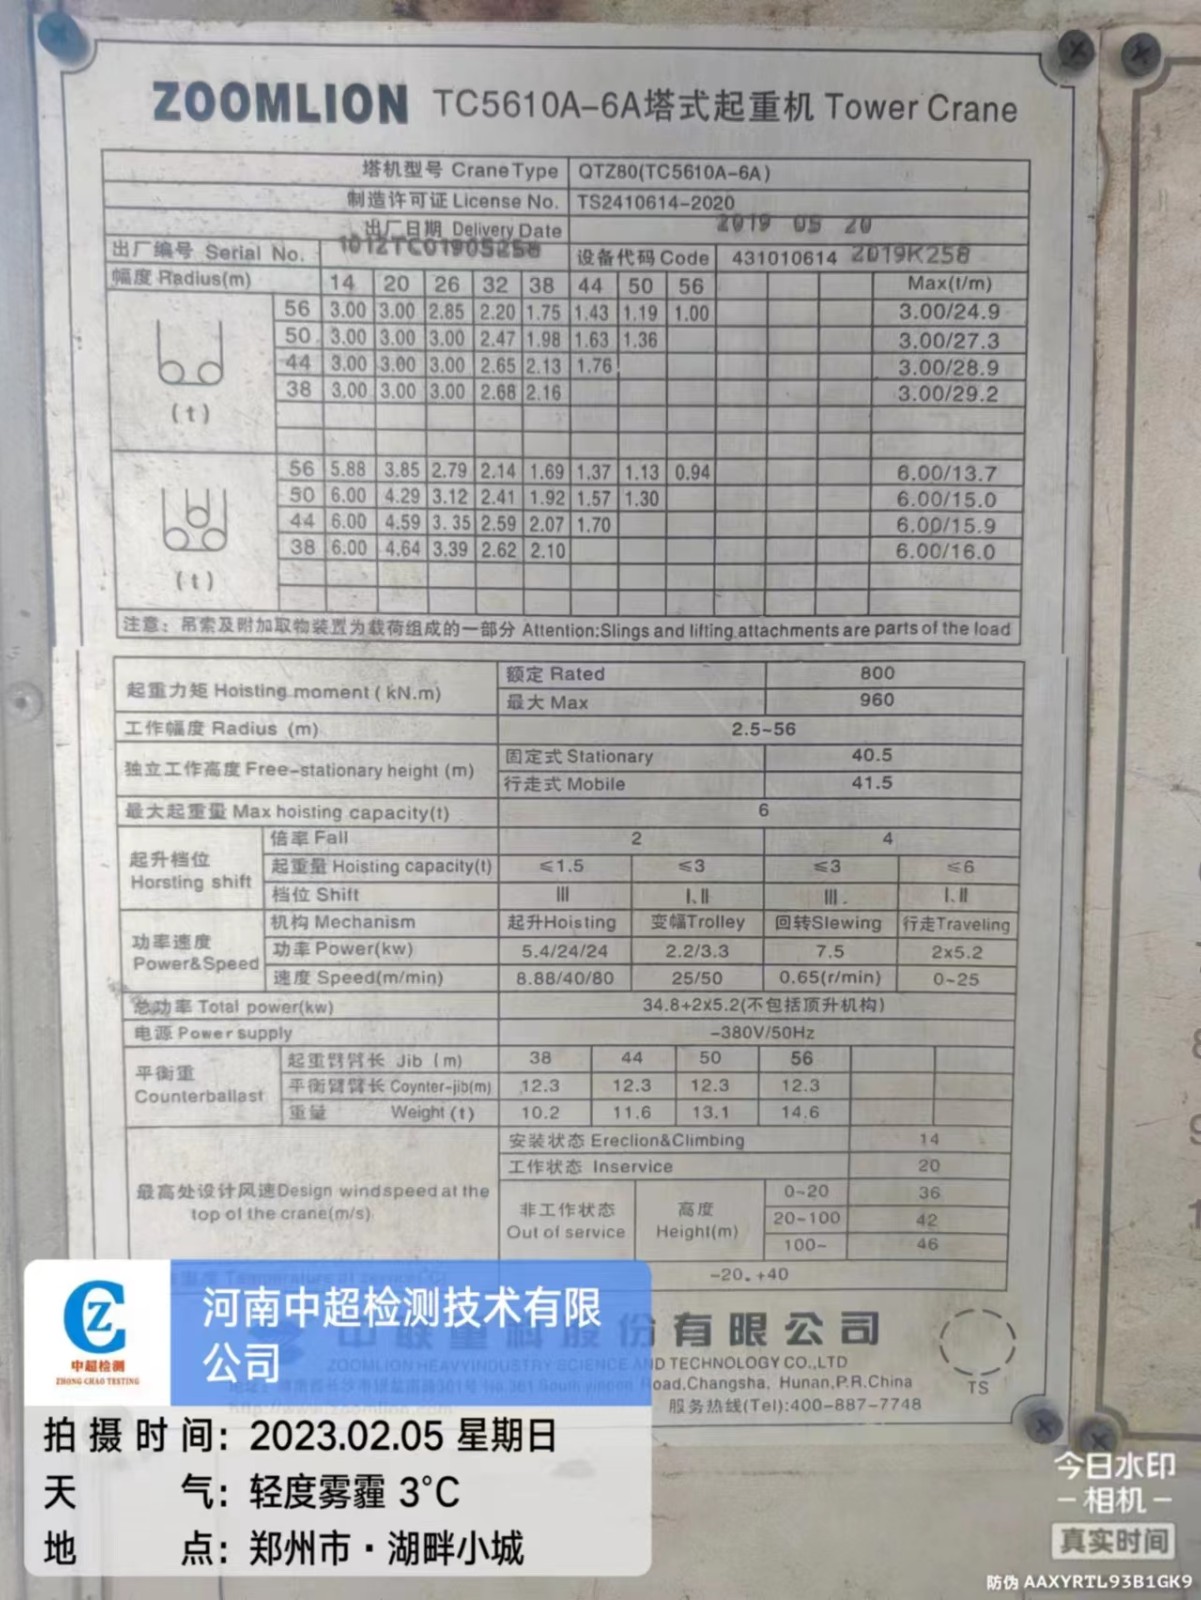 ZOOMLION TC5610A-6A塔式起重机 Tower Crane
塔机型号 Crane Type QTZ80(TC5610A-6A)
制造许可证 License No. TS2410614-2020
出厂日期 Delivery Date 2019 05 20
出厂编号 Serial No. 1012TC01905258 设备代码 Code 431010614 2019K258
幅度 Radius(m) 14 20 26 32 38 44 50 56 Max(t/m)
56 3.00 3.00 2.85 2.20 1.75 1.43 1.19 1.00 3.00/24.9
50 3.00 3.00 3.00 2.47 1.98 1.63 1.36 3.00/27.3
44 3.00 3.00 3.00 2.65 2.13 1.76 3.00/28.9
38 3.00 3.00 3.00 2.68 2.16 3.00/29.2
(t)
56 5.88 3.85 2.79 2.14 1.69 1.37 1.13 0.94 6.00/13.7
50 6.00 4.29 3.12 2.41 1.92 1.57 1.30 6.00/15.0
44 6.00 4.59 3.35 2.59 2.07 1.70 6.00/15.9
38 6.00 4.64 3.39 2.62 2.10 6.00/16.0
(t)
注意：吊索及附加取物装置为载荷组成的一部分 Attention:Slings and lifting attachments are parts of the load
起重力矩 Hoisting moment ( kN.m) 额定 Rated 800
最大 Max 960
工作幅度 Radius (m) 2.5~56
独立工作高度 Free-stationary height (m) 固定式 Stationary 40.5
行走式 Mobile 41.5
最大起重量 Max hoisting capacity(t) 6
起升档位 Horsting shift 倍率 Fall 2 4
起重量 Hoisting capacity(t) ≤1.5 ≤3 ≤3 ≤6
档位 Shift III I、II III . I、II
功率速度 Power&Speed 机构 Mechanism 起升Hoisting 变幅Trolley 回转Slewing 行走Traveling
功率 Power(kw) 5.4/24/24 2.2/3.3 7.5 2x5.2
速度 Speed(m/min) 8.88/40/80 25/50 0.65(r/min) 0~25
总功率 Total power(kw) 34.8+2x5.2(不包括顶升机构)
电源 Power supply ~380V/50Hz
平衡重 Counterballast 起重臂臂长 Jib (m) 38 44 50 56
平衡臂臂长 Coynter-jib(m) 12.3 12.3 12.3 12.3
重量 Weight (t) 10.2 11.6 13.1 14.6
最高处设计风速Design windspeed at the top of the crane(m/s) 安装状态 Ereclion&Climbing 14
工作状态 Inservice 20
非工作状态 Out of service 高度 Height(m) 0~20 36
20~100 42
100~ 46
温度 Temperature of service(℃) -20。+40
中联重科股份有限公司
ZOOMLION HEAVYINDUSTRY SCIENCE AND TECHNOLOGY CO.,LTD
Road,Changsha, Hunan,P.R.China
http://www.zoomlion.com 服务热线(Tel):400-887-7748
TS
中超检测
ZHONG CHAO TESTING
河南中超检测技术有限
公司
拍摄时间：2023.02.05 星期日
天气：轻度雾霾 3°C
地点：郑州市·湖畔小城
今日水印
相机
真实时间
防伪 AAXYRTL93B1GK9